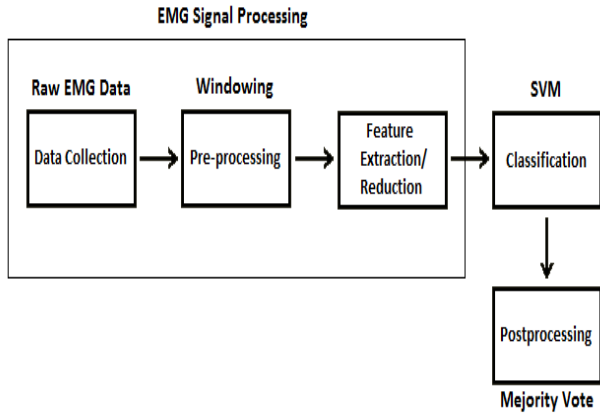 EMG Signal Processing
Raw EMG Data
Windowing
SVM
Data Collection
Pre-processing
Feature
Extraction/
Reduction
Classification
Postprocessing
Mejority Vote